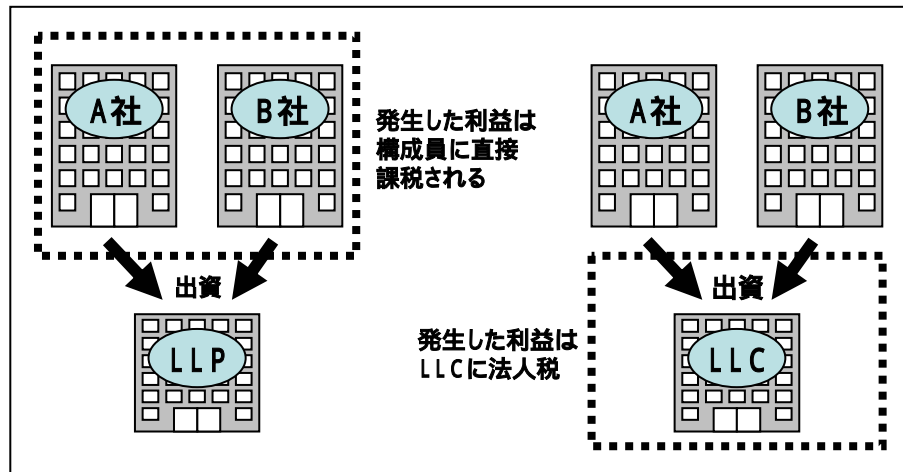 A社
B社
発生した利益は
構成員に直接
課税される
出資
LLP
A社
B社
出資
発生した利益は
LLCに法人税
LLC